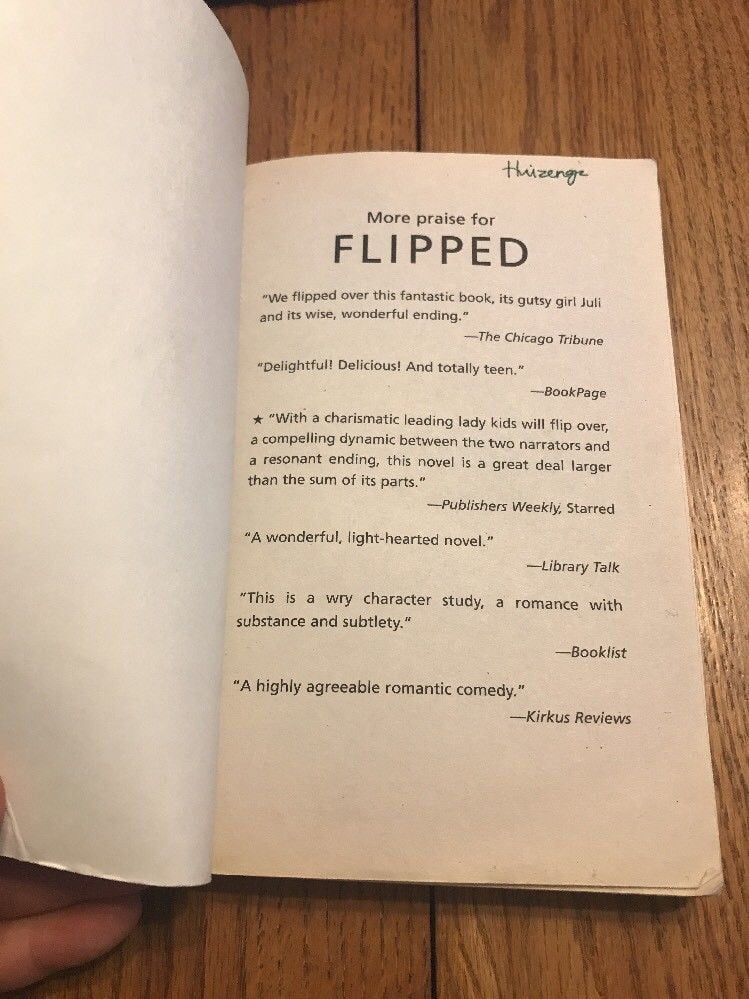 Huizenga
More praise for
FLIPPED
"We flipped over this fantastic book, its gutsy girl Juli
and its wise, wonderful ending."
—The Chicago Tribune
"Delightful! Delicious! And totally teen."
—BookPage
★ "With a charismatic leading lady kids will flip over,
a compelling dynamic between the two narrators and
a resonant ending, this novel is a great deal larger
than the sum of its parts."
—Publishers Weekly, Starred
"A wonderful, light-hearted novel."
—Library Talk
"This is a wry character study, a romance with
substance and subtlety."
—Booklist
"A highly agreeable romantic comedy."
—Kirkus Reviews